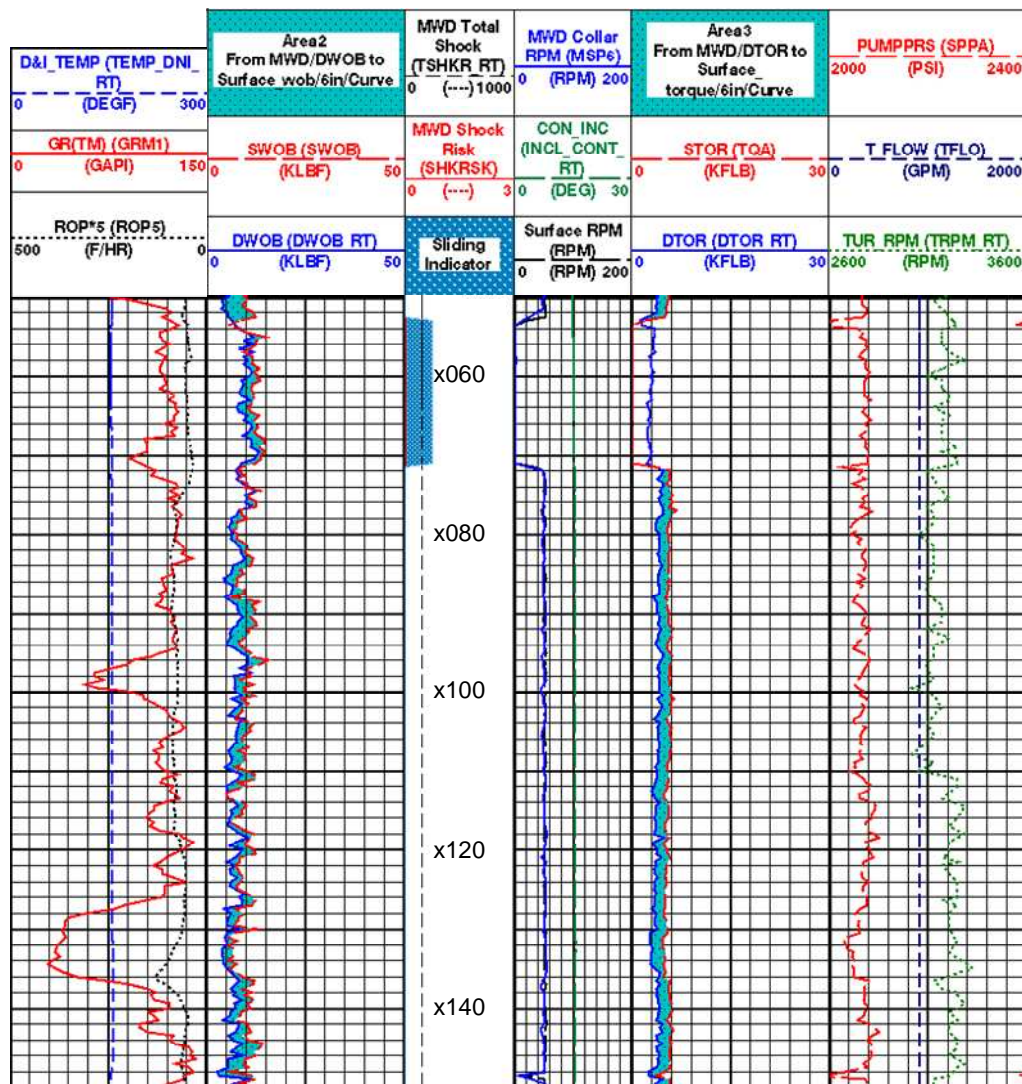 D&I_TEMP (TEMP_DNI_
RT)
0 (DEGF) 300
GR(TM) (GRM1)
0 (GAPI) 150
ROP*5 (ROP5)
500 (F/HR) 0
Area2
From MWD/DWOB to
Surface_wob/6in/Curve
SWOB (SWOB)
0 (KLBF) 50
DWOB (DWOB_RT)
0 (KLBF) 50
MWD Total
Shock
(TSHKR_RT)
0 (----) 1000
MWD Shock
Risk
(SHKRSK)
0 (----) 3
Sliding
Indicator
MWD Collar
RPM (MSP6)
0 (RPM) 200
CON_INC
(INCL_CONT_
RT)
0 (DEG) 30
Surface RPM
(RPM)
0 (RPM) 200
Area3
From MWD/DTOR to
Surface_
torque/6in/Curve
STOR (TQA)
0 (KFLB) 30
DTOR (DTOR_RT)
0 (KFLB) 30
PUMPPRS (SPPA)
2000 (PSI) 2400
T_FLOW (TFLO)
0 (GPM) 2000
TUR_RPM (TRPM_RT)
2600 (RPM) 3600
x060
x080
x100
x120
x140